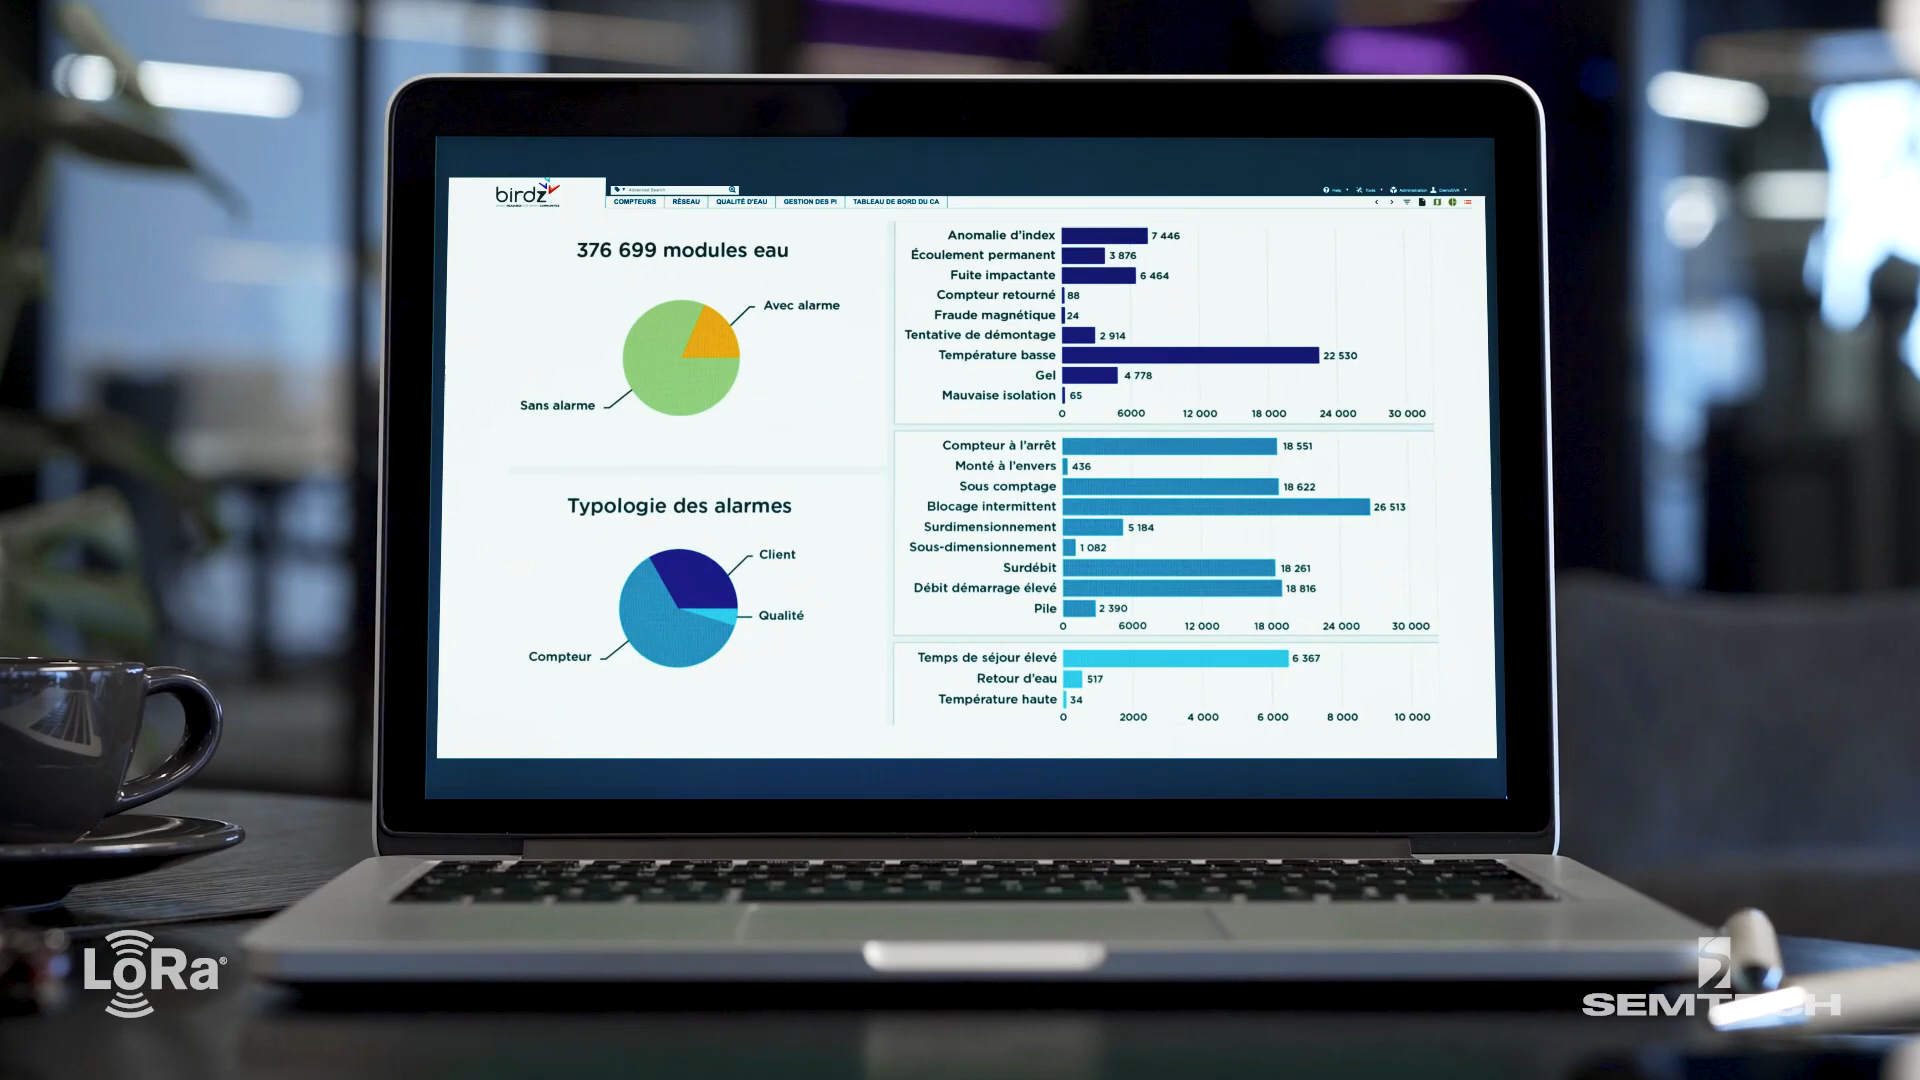 birdz
Advanced Search
Help
Tools
Administration
COMPTEURS
RÉSEAU
QUALITÉ D'EAU
GESTION DES PI
TABLEAU DE BORD DU CA
376 699 modules eau
Avec alarme
Sans alarme
Typologie des alarmes
Client
Qualité
Compteur
Anomalie d'index 7 446
Écoulement permanent 3 876
Fuite impactante 6 464
Compteur retourné 88
Fraude magnétique 24
Tentative de démontage 2 914
Température basse 22 530
Gel 4 778
Mauvaise isolation 65
0 6000 12 000 18 000 24 000 30 000
Compteur à l'arrêt 18 551
Monté à l'envers 436
Sous comptage 18 622
Blocage intermittent 26 513
Surdimensionnement 5 184
Sous-dimensionnement 1 082
Surdébit 18 261
Débit démarrage élevé 18 816
Pile 2 390
0 6000 12 000 18 000 24 000 30 000
Temps de séjour élevé 6 367
Retour d'eau 517
Température haute 34
0 2000 4 000 6 000 8 000 10 000
LoRa®
SEMTECH